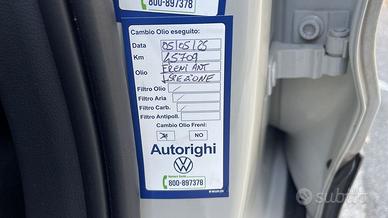 800-897378
Cambio Olio eseguito:
Data 05/05/25
Km 45709
Olio FRENI ANT
Filtro Olio
Filtro Aria
Filtro Carb.
Filtro Antipoll.
Cambio Olio Freni:
NO
Autorighi
800-897378
subito